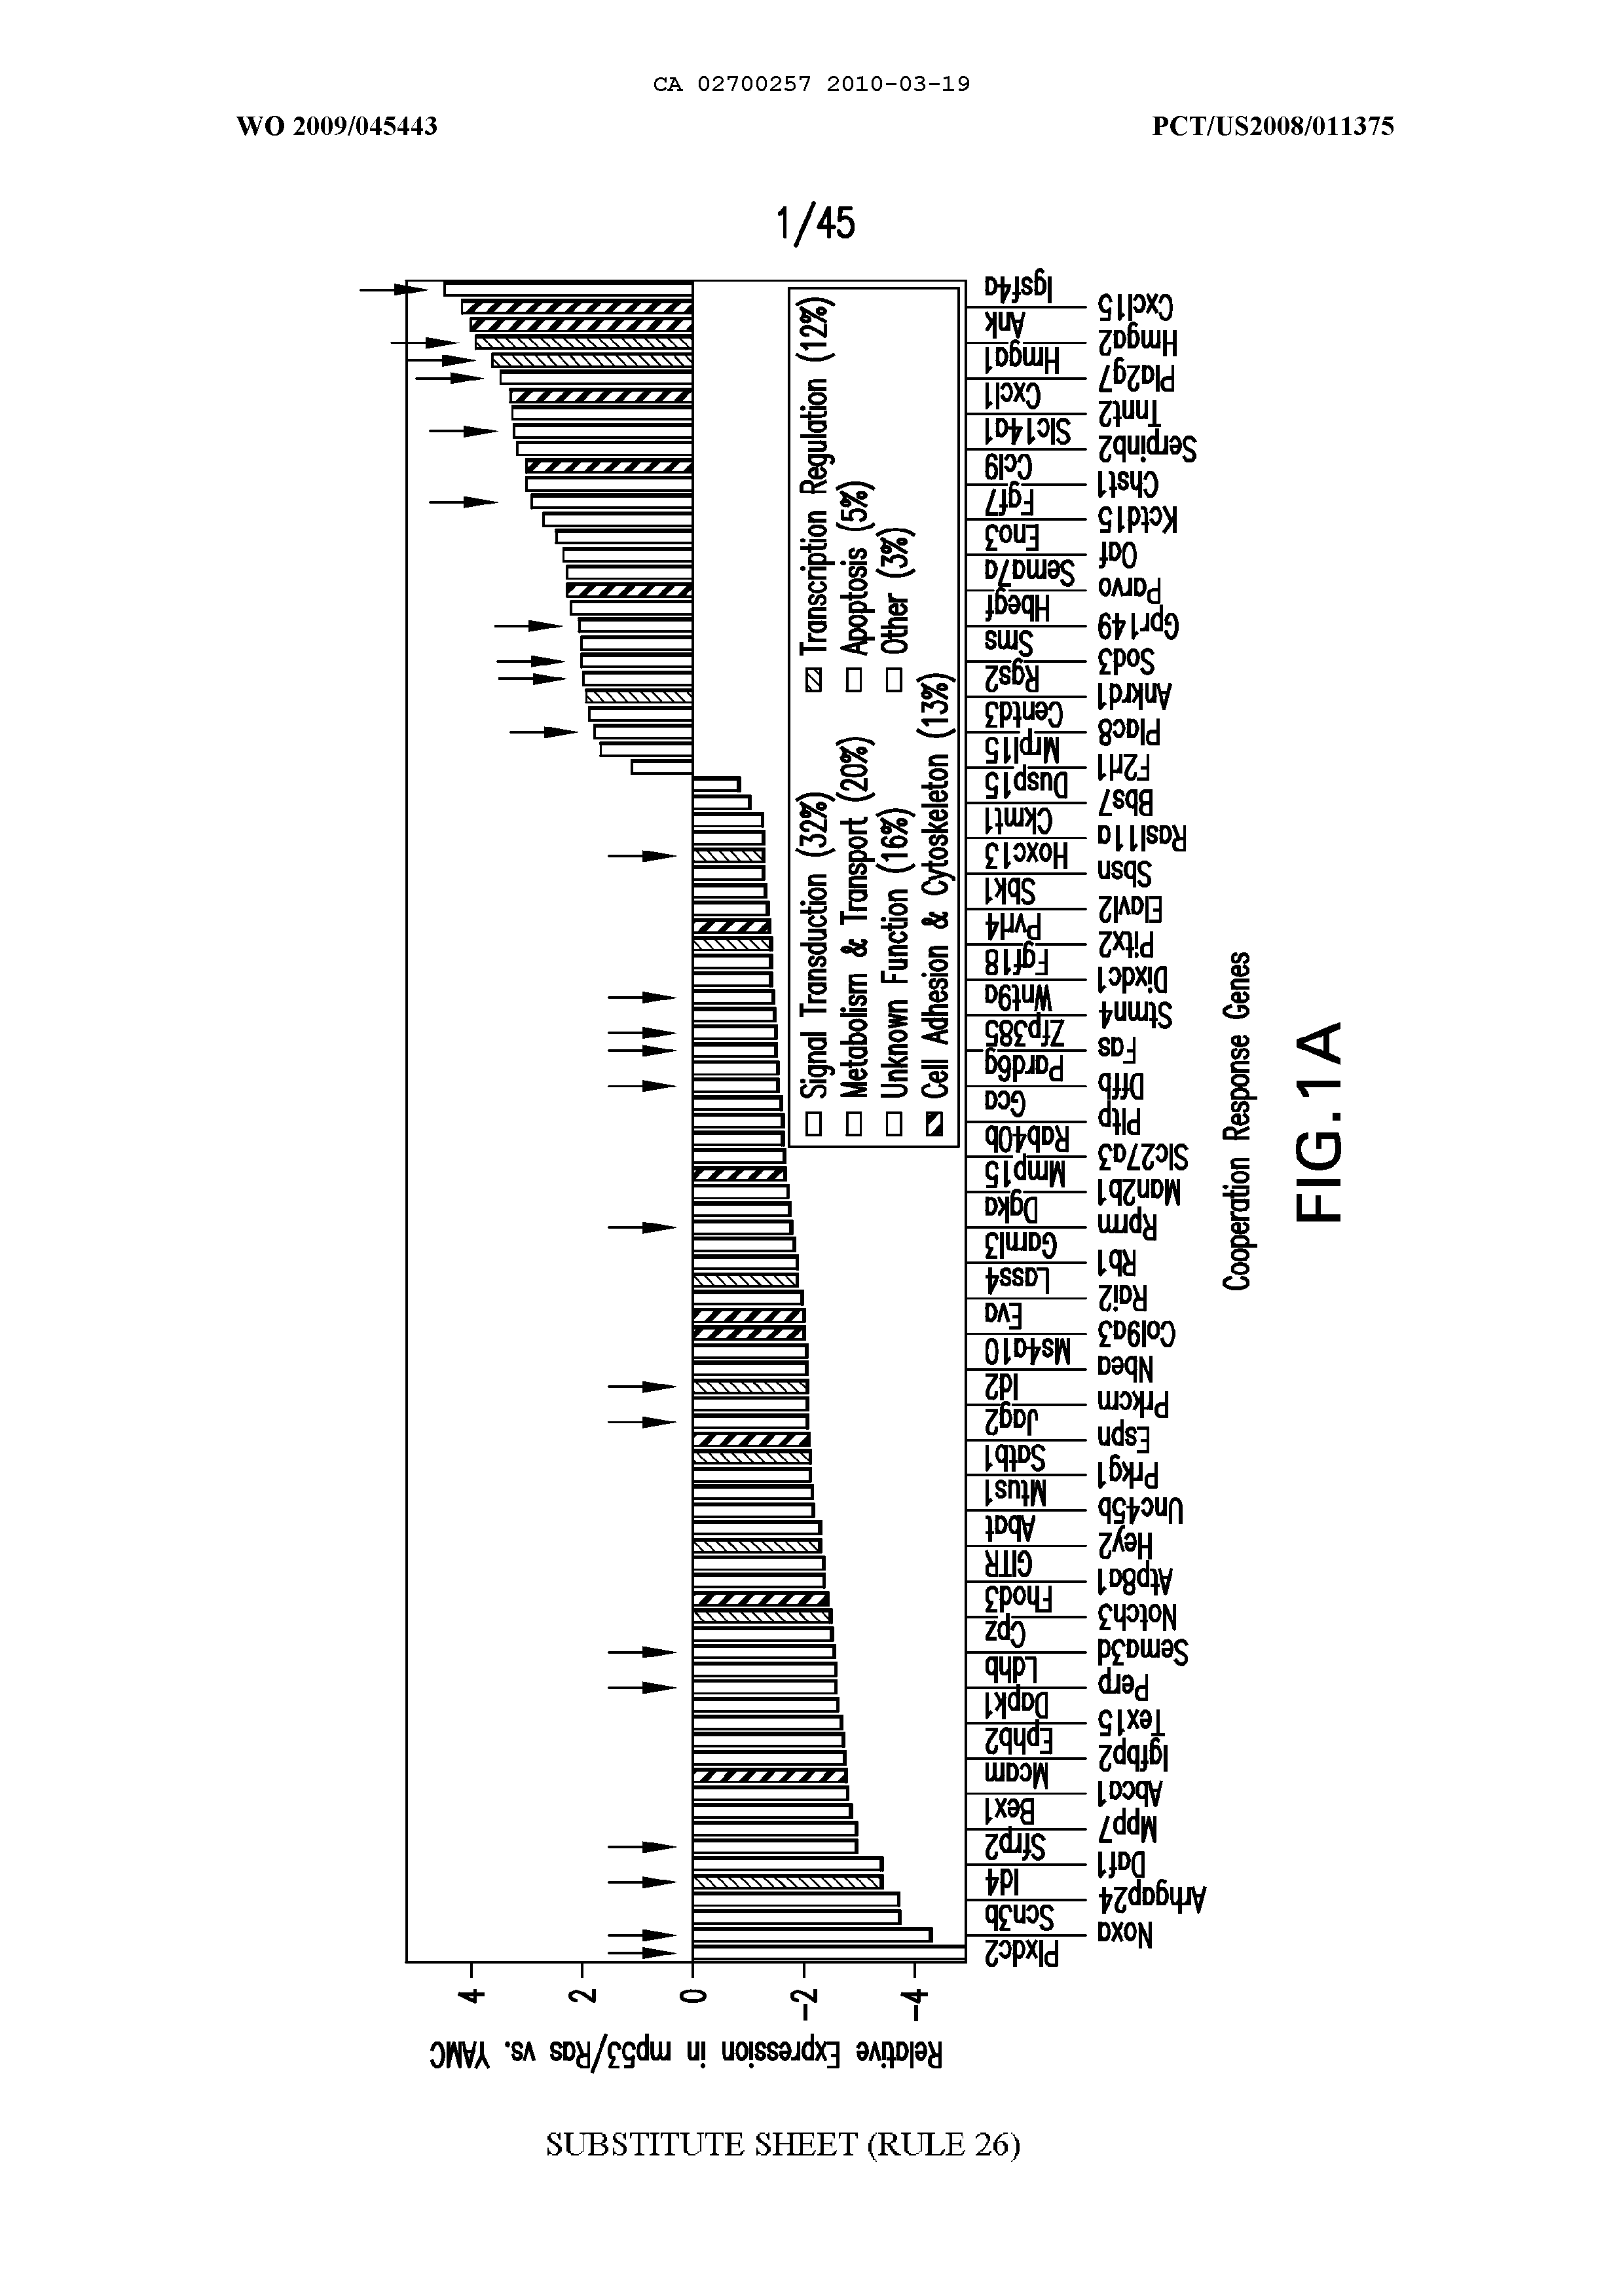 CA 02700257 2010-03-19
WO 2009/045443
PCT/US2008/011375
1/45
Relative Expression in mp53/Ras vs. YAMC
4
2
0
-2
-4
Signal Transduction (32%)
Transcription Regulation (12%)
Metabolism & Transport (20%)
Apoptosis (5%)
Unknown Function (16%)
Other (3%)
Cell Adhesion & Cytoskeleton (13%)
Plxdc2
Noxa
Scn3b
Arhgap24
Id4
Daf1
Sfrp2
Mpp7
Bex1
Abca1
Mcam
Igfbp2
Ephb2
Tex15
Dapk1
Perp
Ldhb
Sema3d
Cpz
Notch3
Fhod3
Atp8a1
GITR
Hey2
Abat
Unc45b
Mtus1
Prkg1
Satb1
Espn
Jag2
Prkcm
Id2
Nbea
Ms4a10
Col9a3
Eva
Rai2
Lass4
Rb1
Garnl3
Rprm
Dgka
Man2b1
Mmp15
Slc27a3
Rab40b
Pltp
Gca
Dffb
Pard6g
Fas
Zfp385
Stmn4
Wnt9a
Dixdc1
Fgf18
Pitx2
Pvrl4
Elavl2
Sbk1
Sbsn
Hoxc13
Rasl11a
Ckmt1
Bbs7
Dusp15
F2rl1
Mrpl15
Plac8
Centd3
Ankrd1
Rgs2
Sod3
Sms
Gpr149
Hbegf
Parvo
Sema7a
Oaf
Eno3
Kctd15
Fgf7
Chst1
Ccl9
Serpinb2
Slc14a1
Tnnt2
Cxcl1
Pla2g7
Hmga1
Hmga2
Ank
Cxcl15
Igsf4a
Cooperation Response Genes
FIG.1A
SUBSTITUTE SHEET (RULE 26)